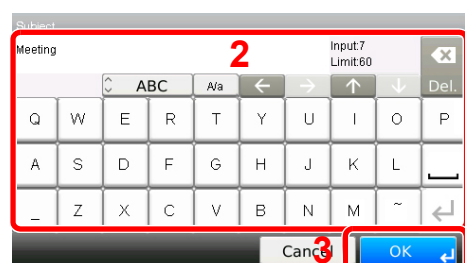 Subject
Meeting
2
Input:7
Limit:60
ABC
A/a
← → ↑ ↓ Del.
Q W E R T Y U I O P
A S D F G H J K L
_ Z X C V B N M ~
Cancel
3
OK